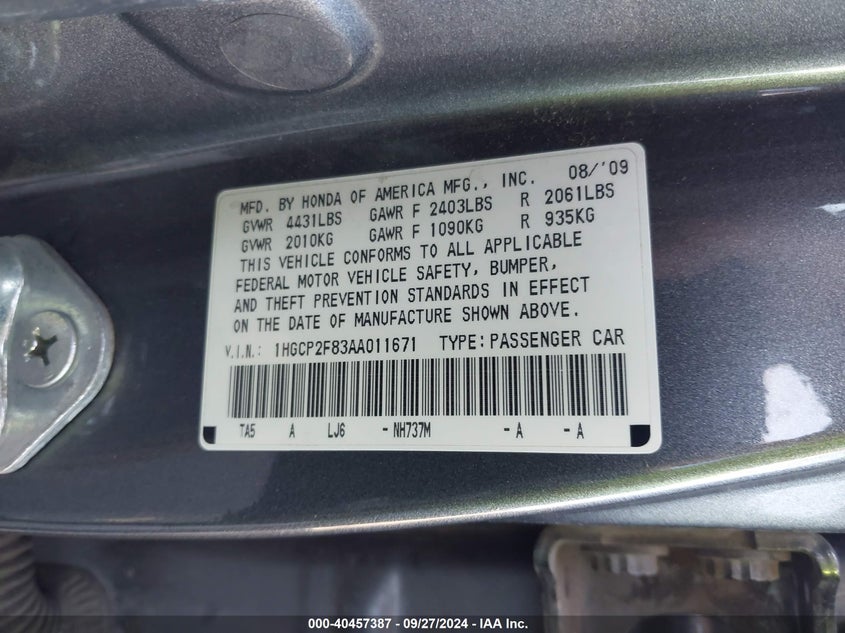 MFD. BY HONDA OF AMERICA MFG., INC. 08/'09
GVWR 4431LBS GAWR F 2403LBS R 2061LBS
GVWR 2010KG GAWR F 1090KG R 935KG
THIS VEHICLE CONFORMS TO ALL APPLICABLE
FEDERAL MOTOR VEHICLE SAFETY, BUMPER,
AND THEFT PREVENTION STANDARDS IN EFFECT
ON THE DATE OF MANUFACTURE SHOWN ABOVE.
V.I.N.: 1HGCP2F83AA011671 TYPE: PASSENGER CAR
TA5 A LJ6 - NH737M - A - A
000-40457387 - 09/27/2024 - IAA Inc.